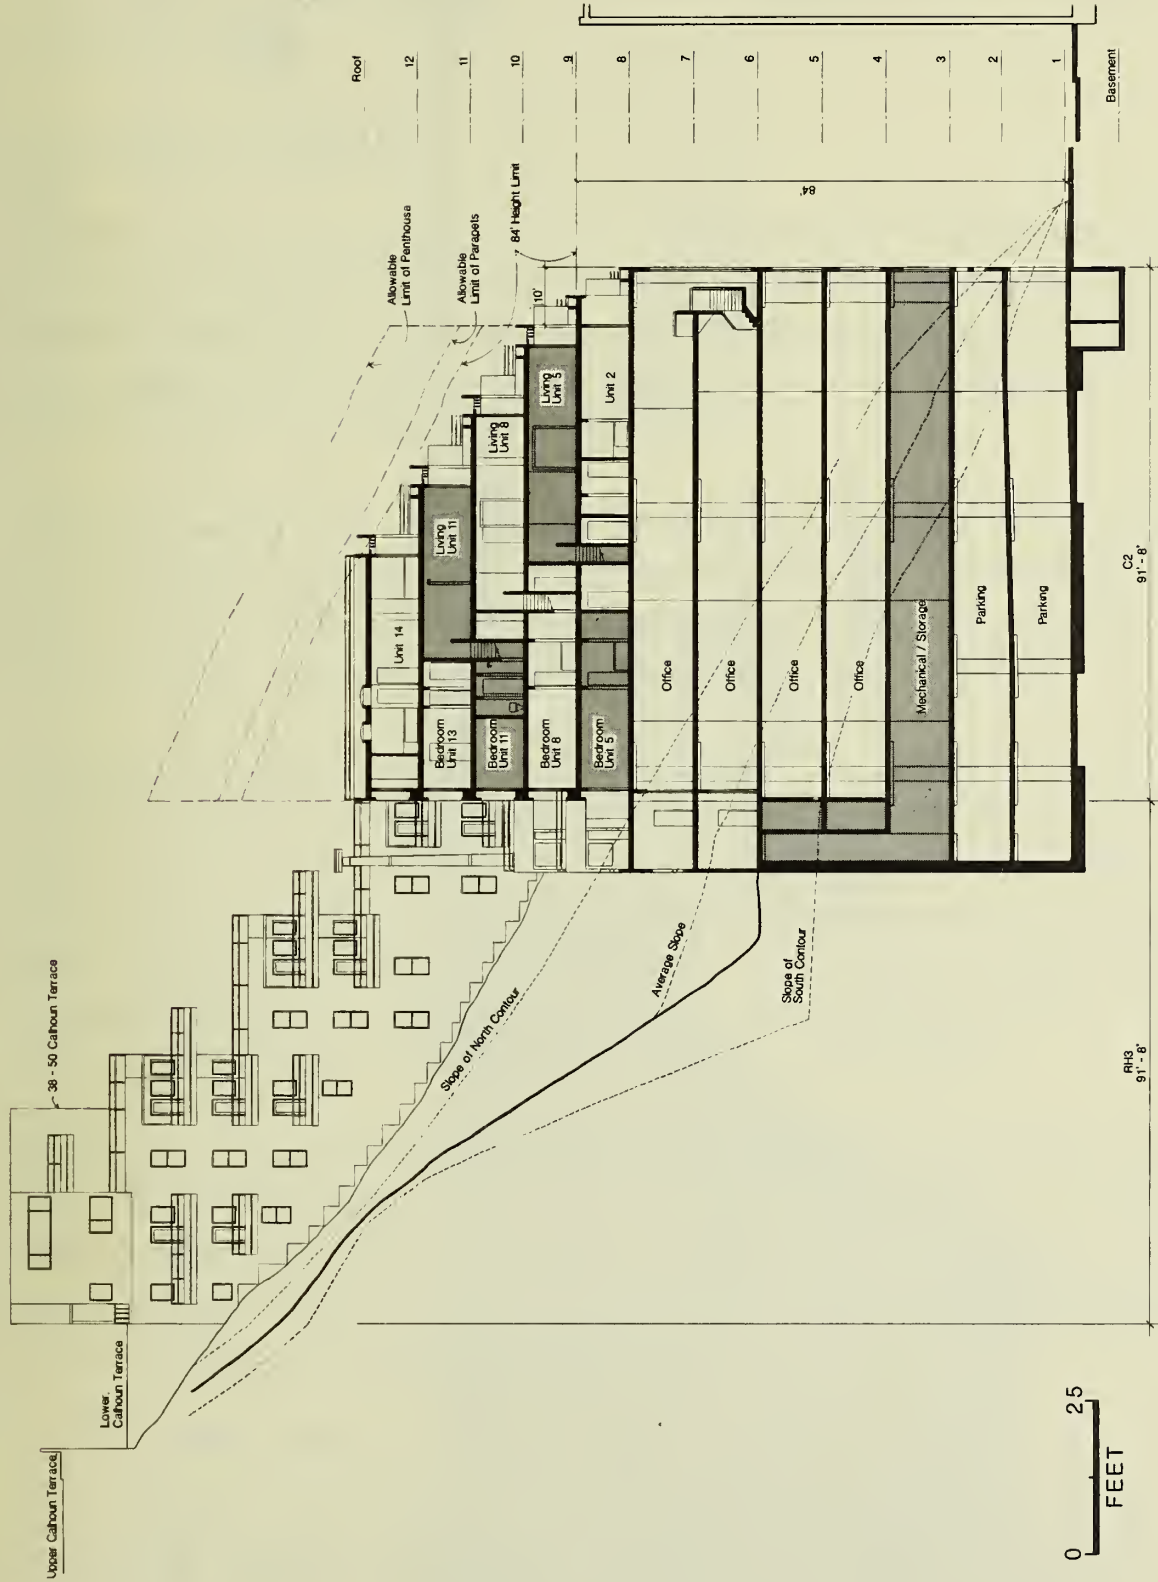 Upper Calhoun Terrace
Lower
Calhoun Terrace
38 - 50 Calhoun Terrace
Allowable
Limit of Penthousa
Allowable
Limit of Parapets
84' Height Limit
10'
84'
Roof
12
11
10
9
8
7
6
5
4
3
2
1
Basement
Unit 14
Bedroom
Unit 13
Living
Unit 11
Bedroom
Unit 11
Living
Unit 8
Bedroom
Unit 8
Living
Unit 5
Bedroom
Unit 5
Unit 2
Office
Office
Office
Office
Mechanical / Storage
Parking
Parking
Slope of North Contour
Average Slope
Slope of
South Contour
RH3
91' - 8"
C2
91' - 8"
0 25
FEET